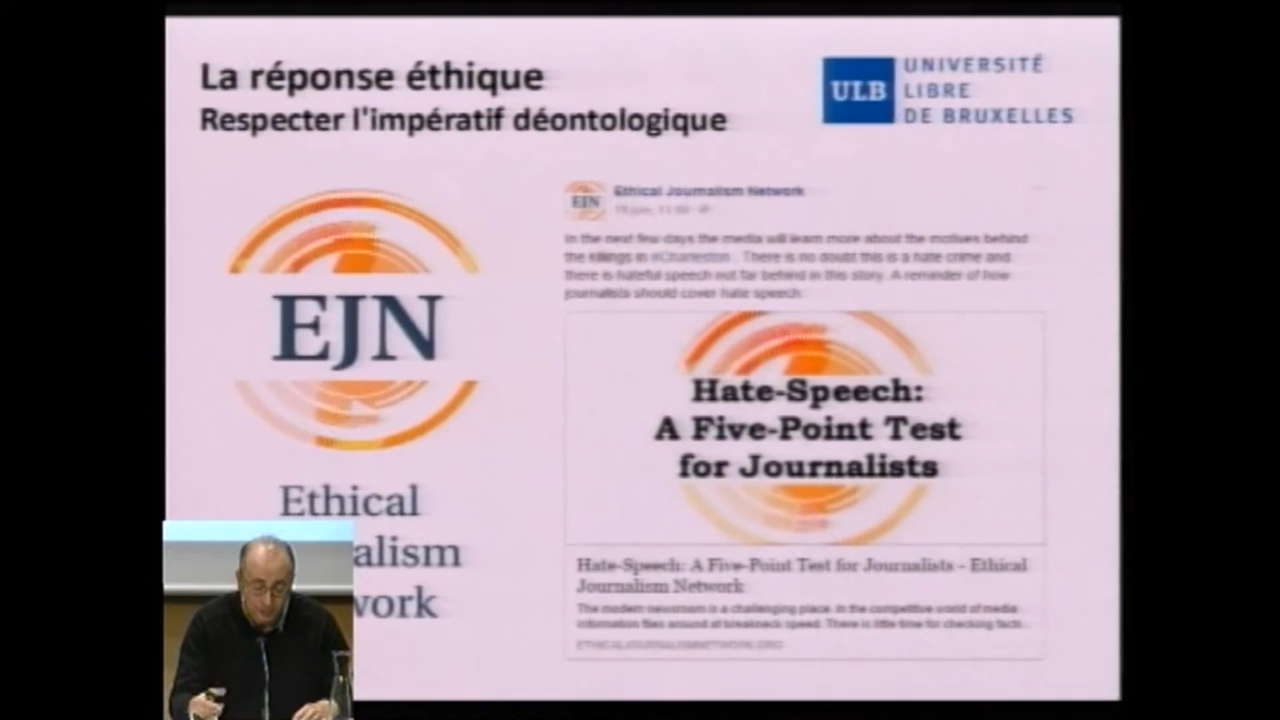 La réponse éthique
Respecter l'impératif déontologique
ULB
UNIVERSITÉ
LIBRE
DE BRUXELLES
EJN
Ethical
alism
work
EJN
Ethical Journalism Network
In the next few days the media will learn more about the motives behind
the killings in #Charleston . There is no doubt this is a hate crime and
there is hateful speech not far behind in this story. A reminder of how
journalists should cover hate speech.
Hate-Speech:
A Five-Point Test
for Journalists
Hate-Speech: A Five-Point Test for Journalists - Ethical
Journalism Network
The modern newsroom is a challenging place. In the competitive world of media
information flies around at breakneck speed. There is little time for checking facts...
ETHICALJOURNALISMNETWORK.ORG